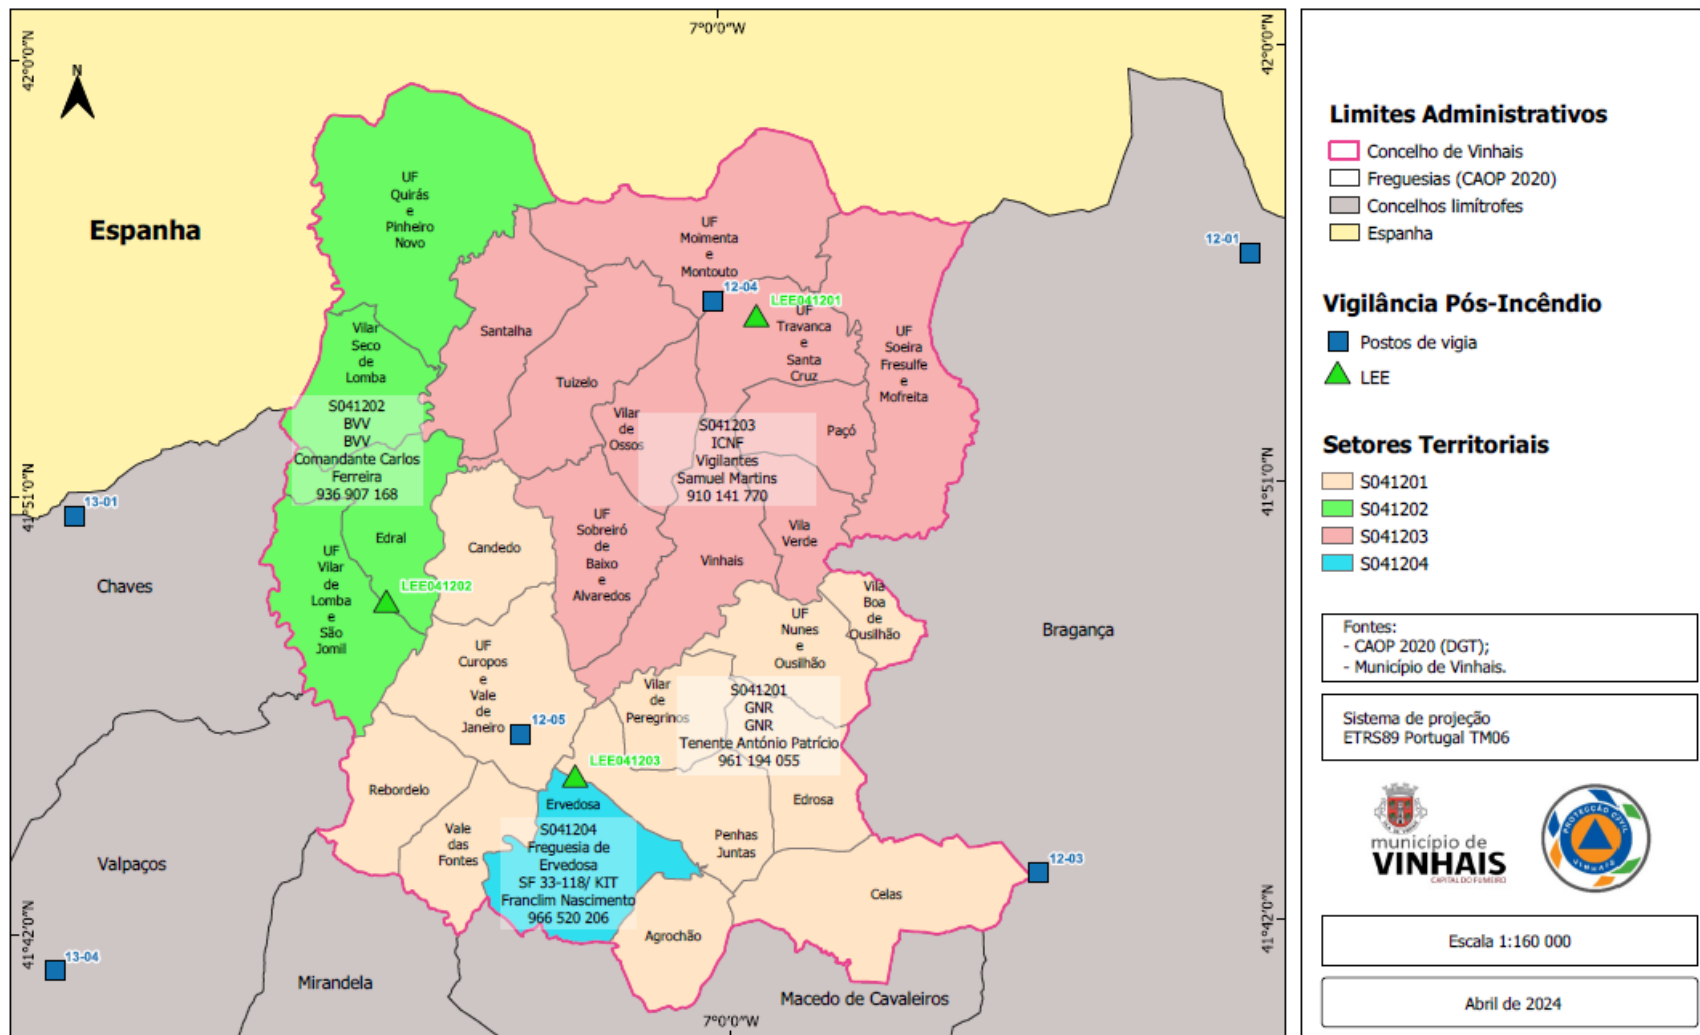 7°0'0"W
42°0'0"N
42°0'0"N
N
Espanha
UF
Quirás
e
Pinheiro
Novo
UF
Moimenta
e
Montouto
12-01
12-04
LEE041201
UF
Travanca
e
Santa
Cruz
UF
Soeira
Fresulfe
e
Mofreita
Vilar
Seco
de
Lomba
Santalha
Tuizelo
Vilar
de
Ossos
Paçó
S041202
BVV
BVV
Comandante Carlos
Ferreira
936 907 168
S041203
ICNF
Vigilantes
Samuel Martins
910 141 770
41°51'0"N
41°51'0"N
13-01
Edral
Candedo
UF
Sobreiró
de
Baixo
e
Alvaredos
Vila
Verde
Vinhais
UF
Vilar
de
Lomba
e
São
Jomil
LEE041202
Chaves
Vila
Boa
de
Ousilhão
UF
Nunes
e
Ousilhão
Bragança
UF
Curopos
e
Vale
de
Janeiro
Vilar
de
Peregrinos
S041201
GNR
GNR
Tenente António Patrício
961 194 055
12-05
LEE041203
Rebordelo
Ervedosa
Edrosa
Vale
das
Fontes
Penhas
Juntas
S041204
Freguesia de
Ervedosa
SF 33-118/ KIT
Franclim Nascimento
966 520 206
12-03
Valpaços
Celas
Agrochão
41°42'0"N
41°42'0"N
13-04
Mirandela
Macedo de Cavaleiros
7°0'0"W
Limites Administrativos
Concelho de Vinhais
Freguesias (CAOP 2020)
Concelhos limítrofes
Espanha
Vigilância Pós-Incêndio
Postos de vigia
LEE
Setores Territoriais
S041201
S041202
S041203
S041204
Fontes:
- CAOP 2020 (DGT);
- Município de Vinhais.
Sistema de projeção
ETRS89 Portugal TM06
município de
VINHAIS
CAPITAL DO FUMEIRO
PROTECÇÃO CIVIL
VINHAIS
Escala 1:160 000
Abril de 2024